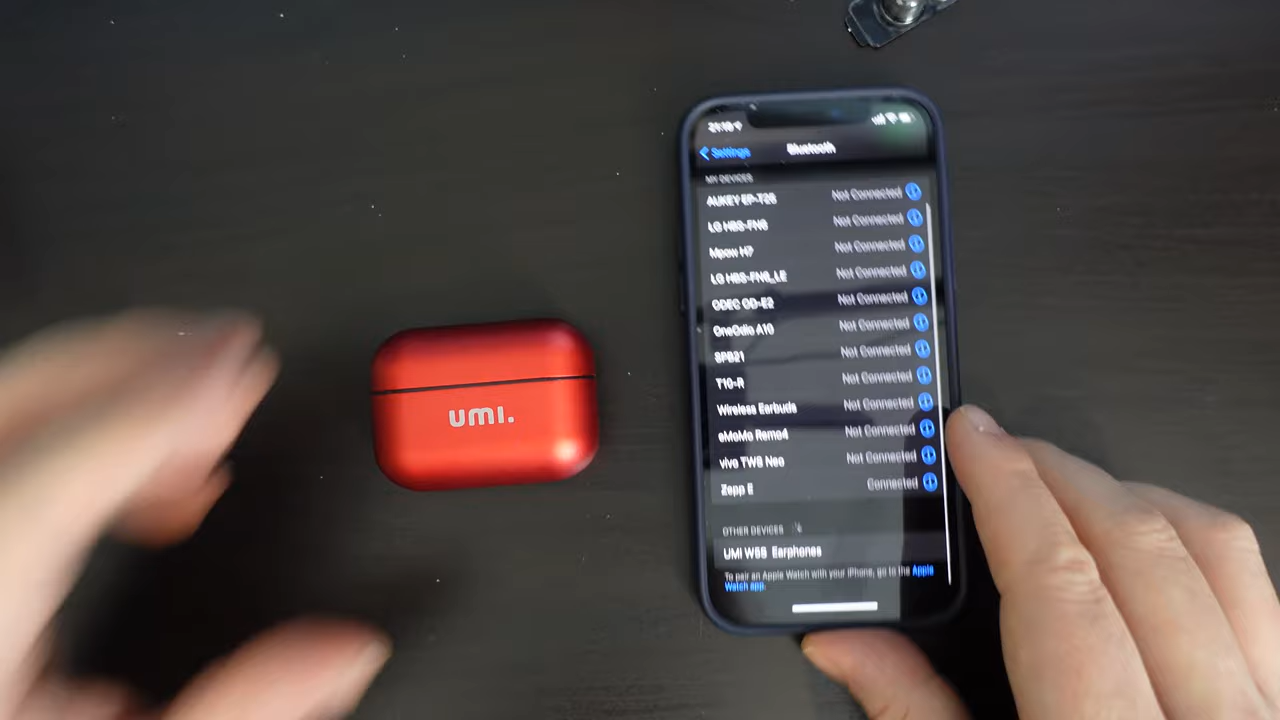 21:18
Settings
Bluetooth
MY DEVICES
AUKEY EP-T25 Not Connected
LG HBS-FN6 Not Connected
Mpow H7 Not Connected
LG HBS-FN6_LE Not Connected
ODEC OD-E2 Not Connected
OneOdio A10 Not Connected
SPB21 Not Connected
T10-R Not Connected
Wireless Earbuds Not Connected
eMoMo Remo4 Not Connected
vivo TWS Neo Not Connected
Zepp E Connected
OTHER DEVICES
UMI W5S Earphones
To pair an Apple Watch with your iPhone, go to the Apple
Watch app.
umi.